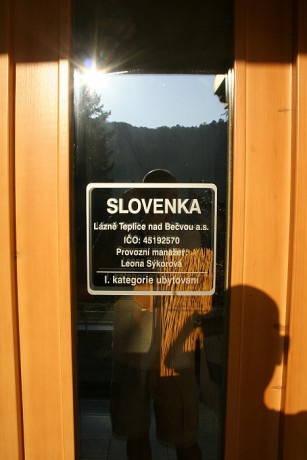 SLOVENKA
Lázně Teplice nad Bečvou a.s.
IČO: 45192570
Provozní manažer
Leona Sýkorová
I. kategorie ubytování